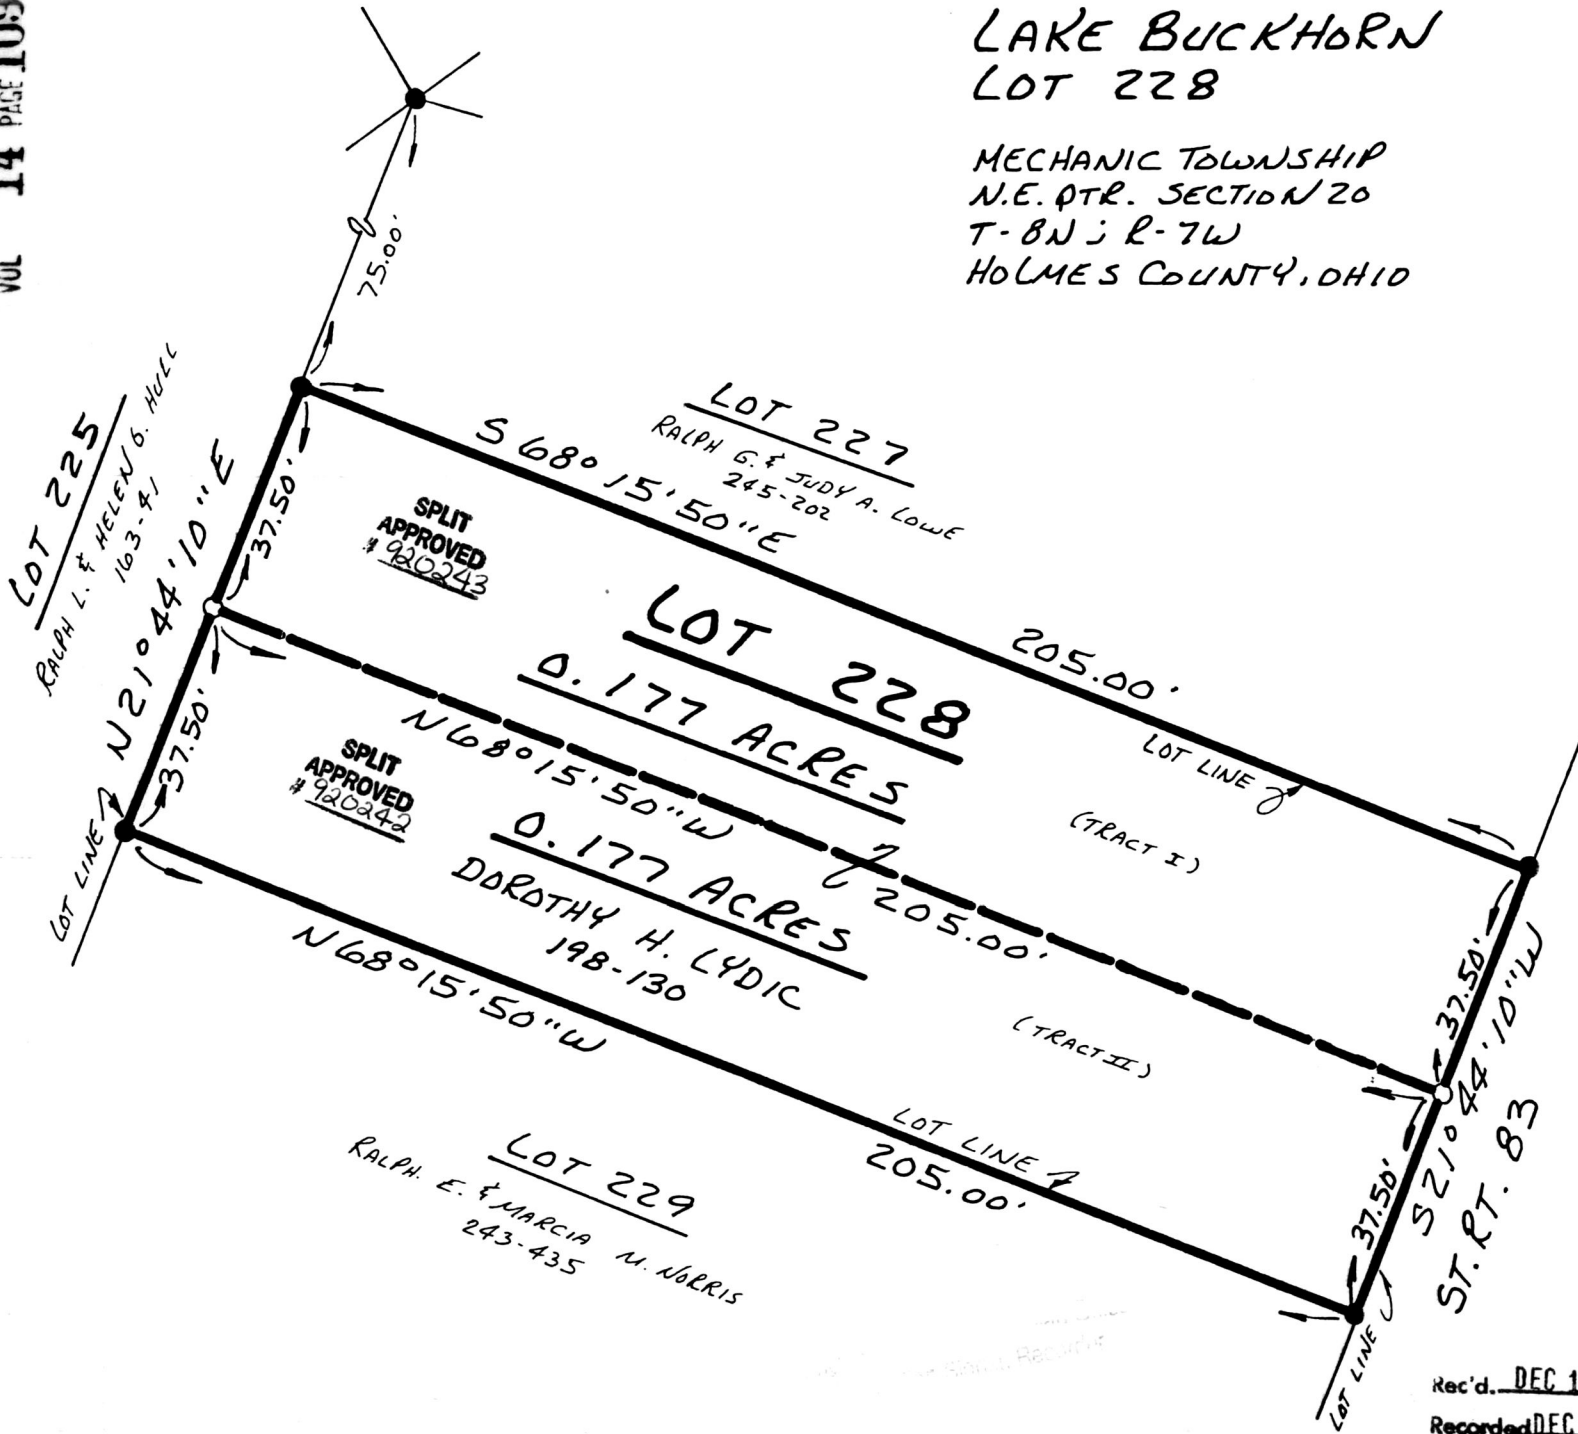 VOL 14 PAGE 109
LAKE BUCKHORN
LOT 228
MECHANIC TOWNSHIP
N.E. QTR. SECTION 20
T-8N ; R-7W
HOLMES COUNTY, OHIO
75.00'
LOT 225
RALPH L. & HELEN G. HULL
163-41
N 21° 44' 10" E
37.50'
37.50'
LOT LINE
LOT 227
RALPH G. & JUDY A. LOWE
245-202
S 68° 15' 50" E
205.00'
LOT LINE
SPLIT
APPROVED
# 920243
LOT 228
0.177 ACRES
(TRACT I)
N 68° 15' 50" W
205.00'
SPLIT
APPROVED
# 920242
0.177 ACRES
DOROTHY H. LYDIC
198-130
(TRACT II)
N 68° 15' 50" W
LOT LINE
205.00'
37.50'
37.50'
S 21° 44' 10" W
ST. RT. 83
LOT LINE
LOT 229
RALPH. E. & MARCIA M. NORRIS
243-435
Rec'd. DEC 1
Recorded DEC